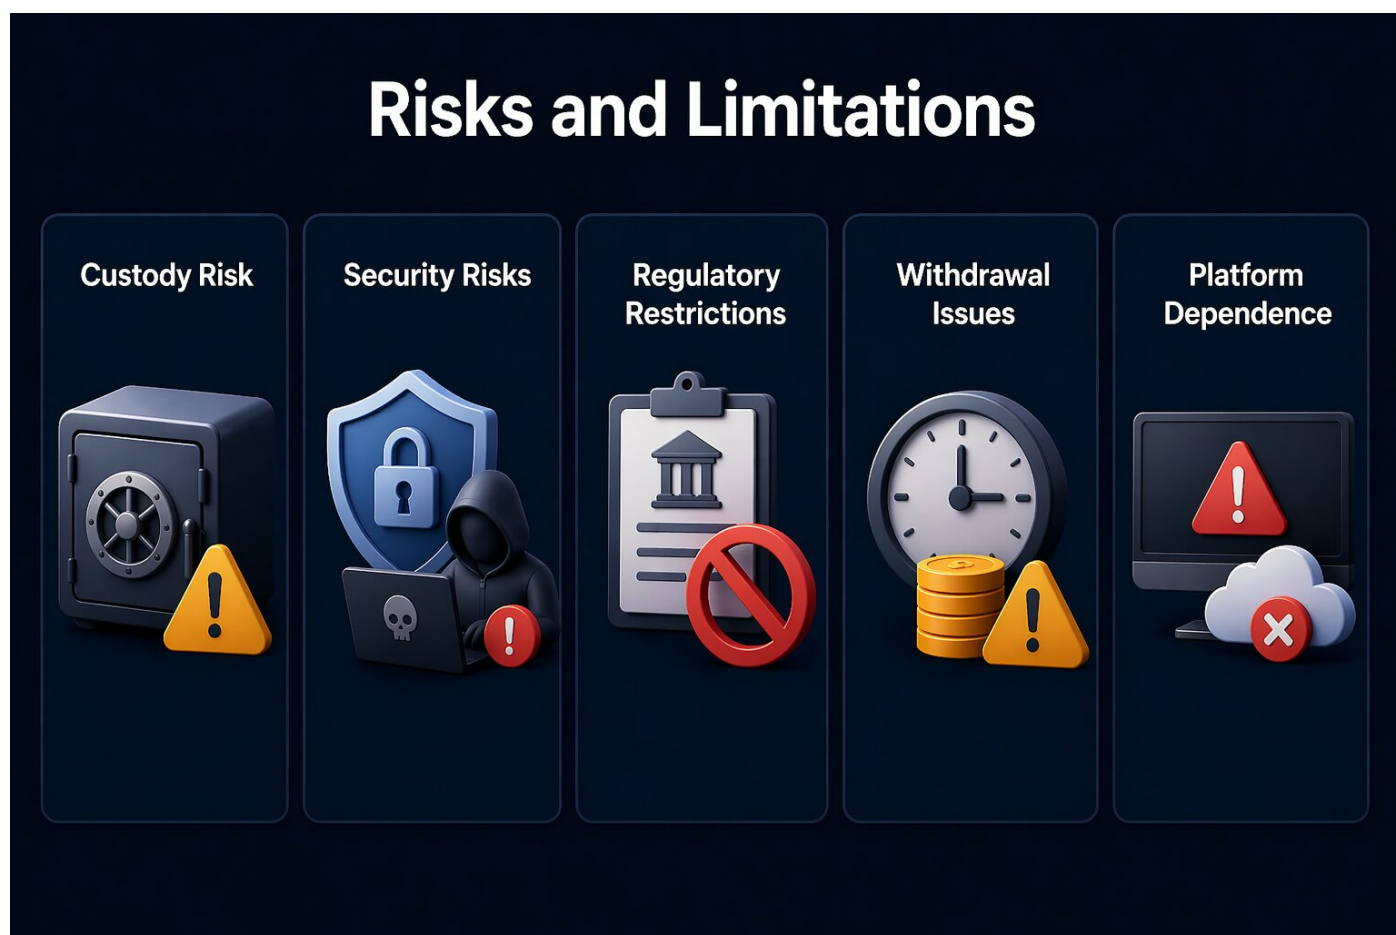 Risks and Limitations
Custody Risk
Security Risks
Regulatory
Restrictions
Withdrawal
Issues
Platform
Dependence